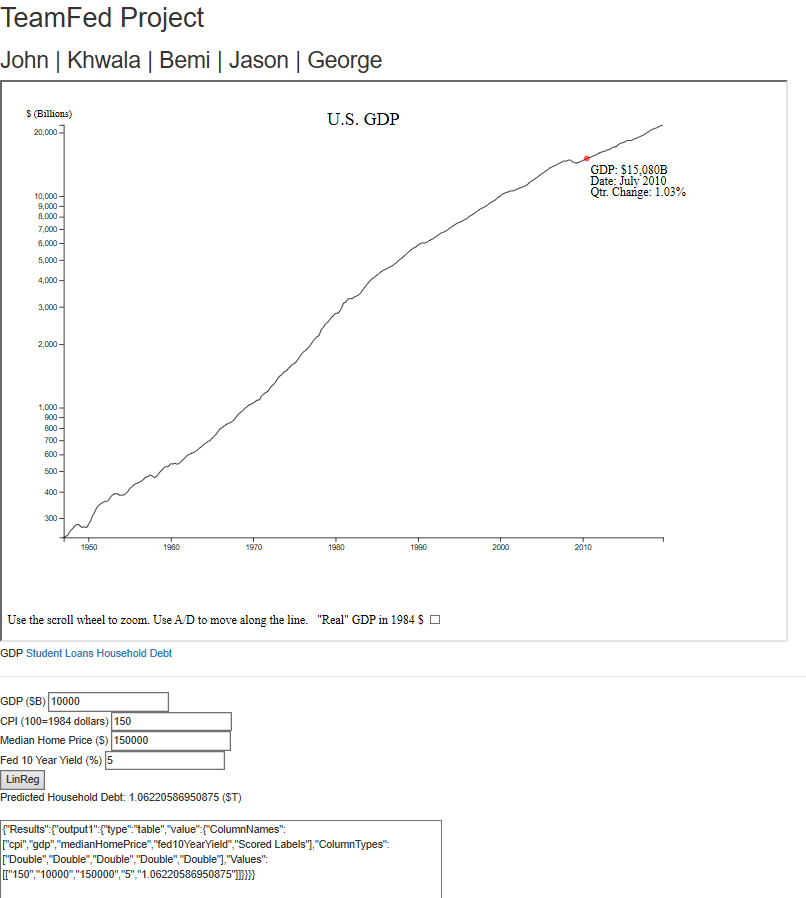 TeamFed Project
John | Khwala | Bemi | Jason | George
$ (Billions)
U.S. GDP
20,000
10,000
9,000
8,000
7,000
6,000
5,000
4,000
3,000
2,000
1,000
900
800
700
600
500
400
300
GDP: $15,080B
Date: July 2010
Qtr. Change: 1.03%
1950 1960 1970 1980 1990 2000 2010
Use the scroll wheel to zoom. Use A/D to move along the line. "Real" GDP in 1984 $
GDP Student Loans Household Debt
GDP ($B) 10000
CPI (100=1984 dollars) 150
Median Home Price ($) 150000
Fed 10 Year Yield (%) 5
LinReg
Predicted Household Debt: 1.06220586950875 ($T)
{"Results":{"output1":{"type":"table","value":{"ColumnNames":
["cpi","gdp","medianHomePrice","fed10YearYield","Scored Labels"],"ColumnTypes":
["Double","Double","Double","Double","Double"],"Values":
[["150","10000","150000","5","1.06220586950875"]]}}}}